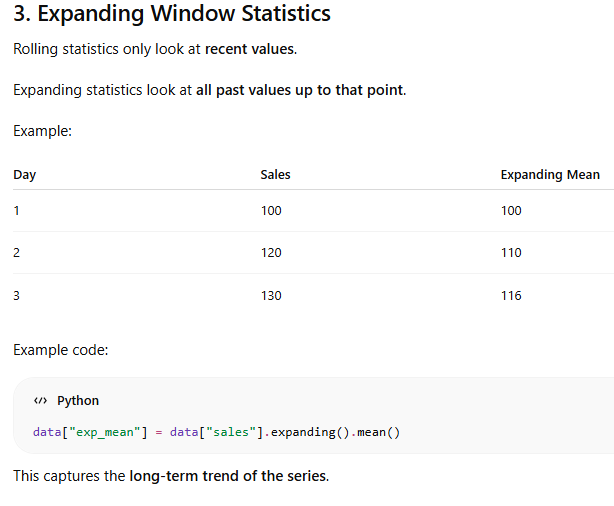 3. Expanding Window Statistics
Rolling statistics only look at recent values.
Expanding statistics look at all past values up to that point.
Example:
Day Sales Expanding Mean
1 100 100
2 120 110
3 130 116
Example code:
</> Python
data["exp_mean"] = data["sales"].expanding().mean()
This captures the long-term trend of the series.